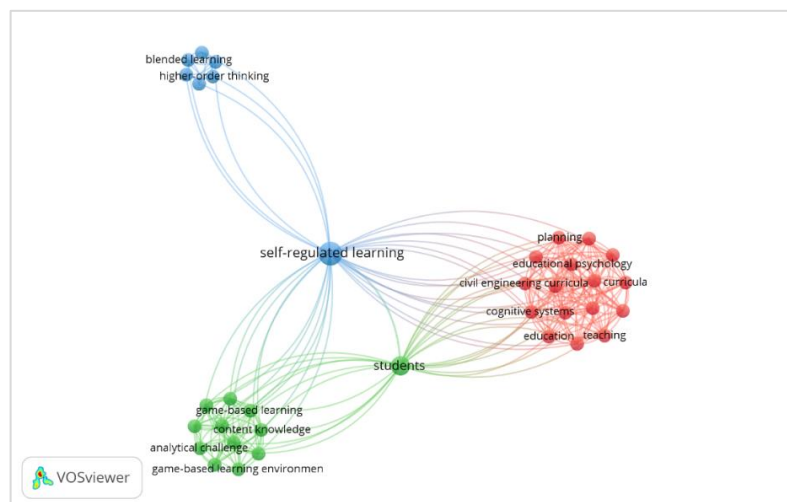 blended learning
higher-order thinking
self-regulated learning
planning
educational psychology
civil engineering curricula
curricula
cognitive systems
education
teaching
students
game-based learning
content knowledge
analytical challenge
game-based learning environmen
VOSviewer